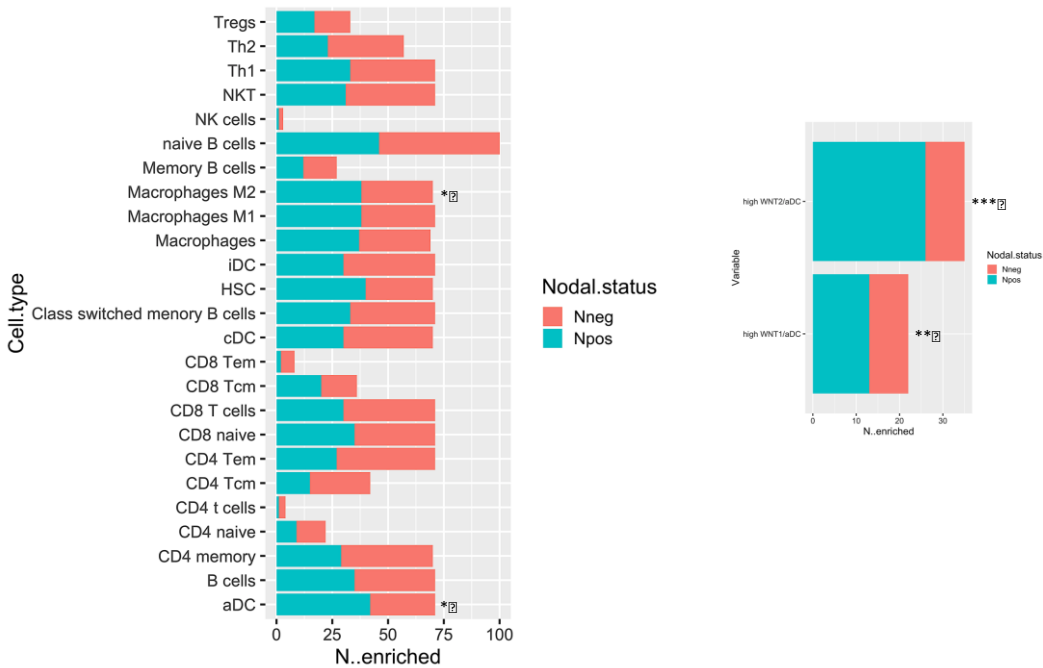 Cell.type
Tregs
Th2
Th1
NKT
NK cells
naive B cells
Memory B cells
Macrophages M2
*
Macrophages M1
Macrophages
iDC
HSC
Class switched menory B cells
cDC
CD8 Tem
CD8 Tcm
CD8 T cells
CD8 naive
CD4 Tem
CD4 Tcm
CD4 t cells
CD4 naive
CD4 memory
B cells
aDC
*
0 25 50 75 100
N..enriched
Nodal.status
Nneg
Npos
Variable
high WNT2/aDC
***
high WNT1/aDC
**
0 10 20 30
N..enriched
Nodal.status
Nneg
Npos